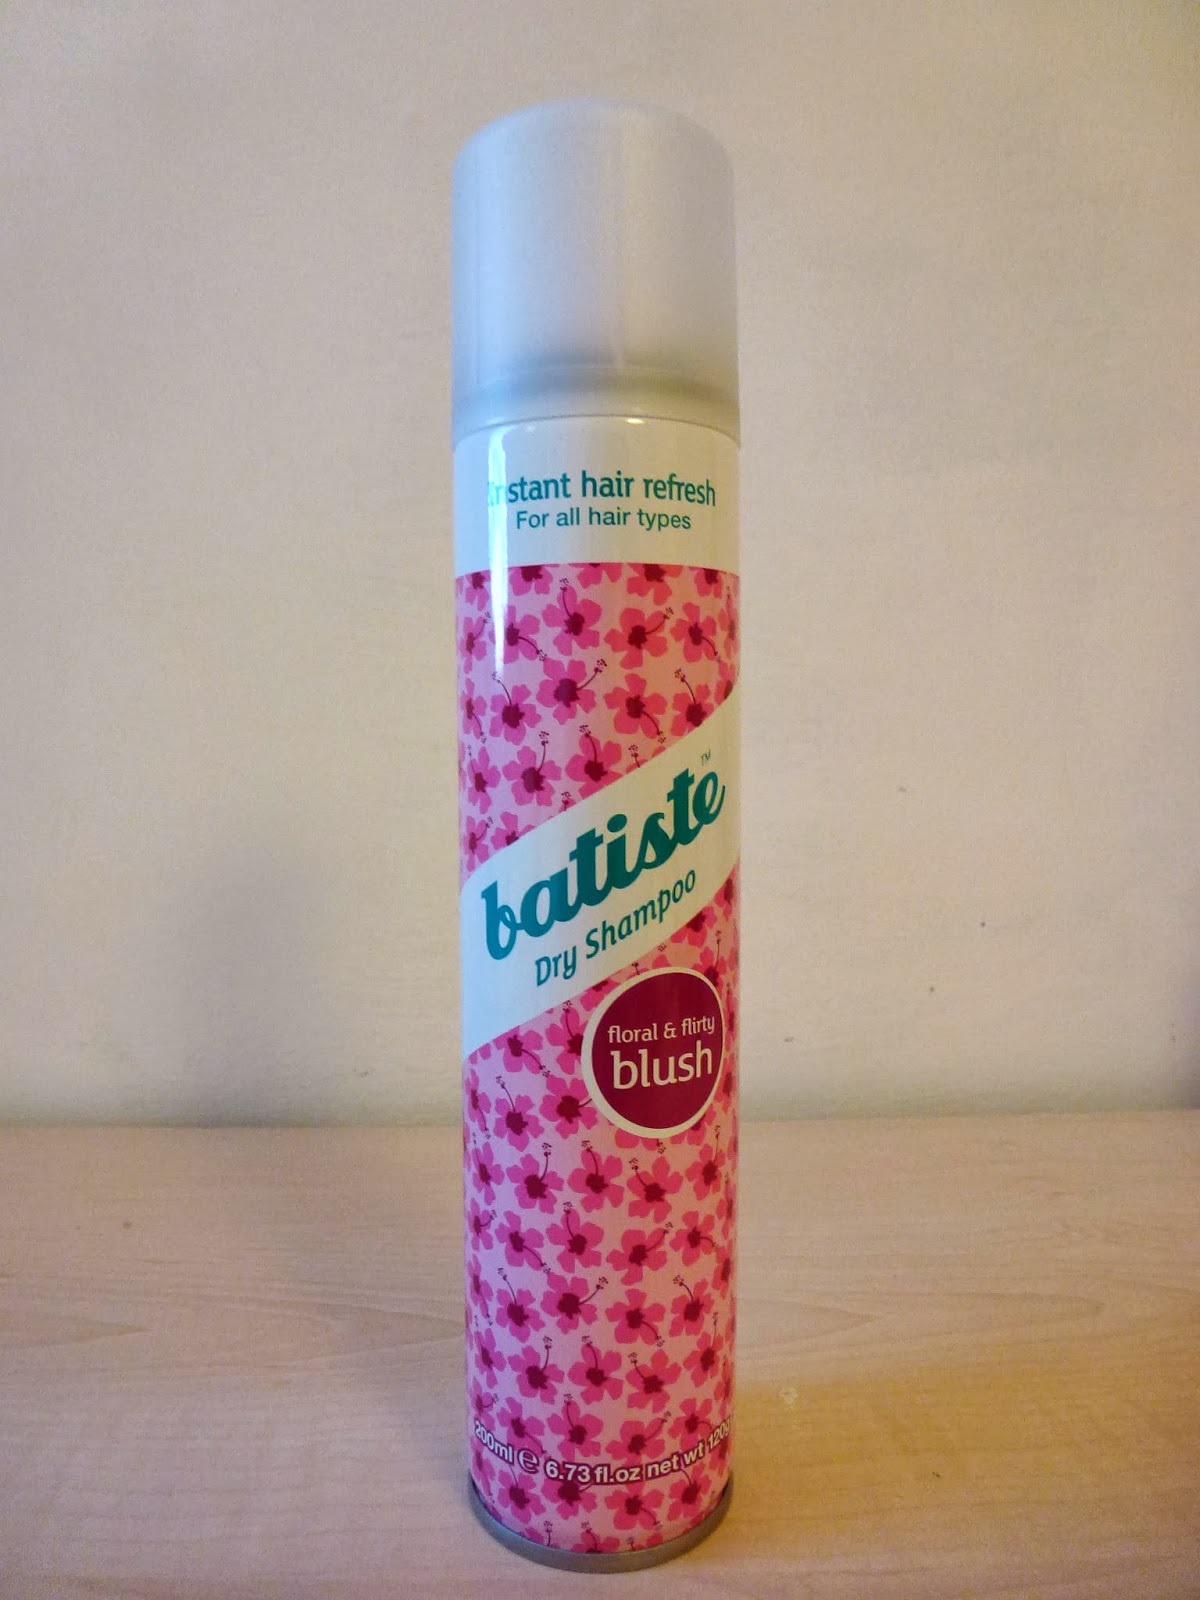 Instant hair refresh
For all hair types
batiste™
Dry Shampoo
floral & flirty
blush
200ml ℮ 6.73 fl.oz net wt 120g